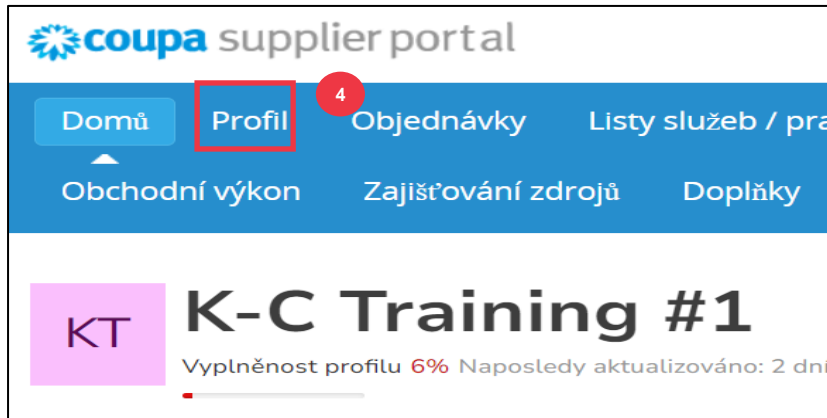 coupa supplier portal
4
Domů Profil Objednávky Listy služeb / pra
Obchodní výkon Zajišťování zdrojů Doplňky
KT
K-C Training #1
Vyplněnost profilu 6% Naposledy aktualizováno: 2 dní